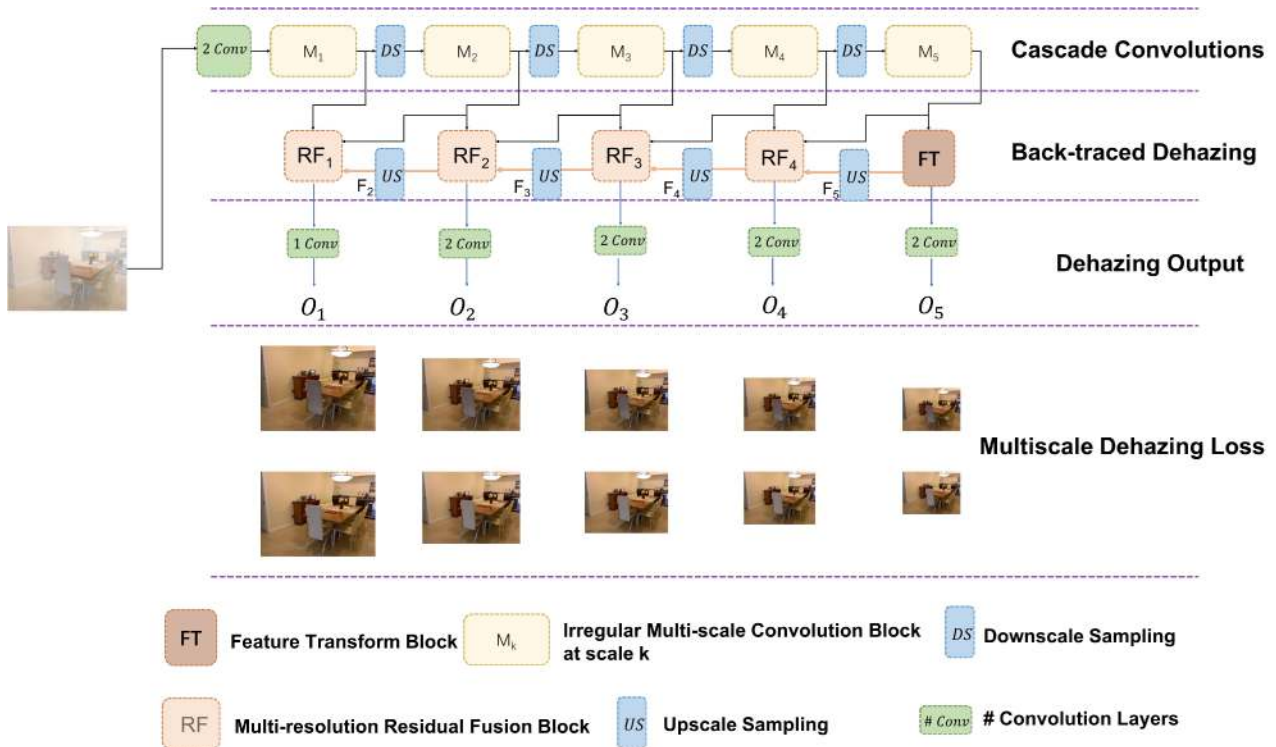 2 Conv M₁ DS M₂ DS M₃ DS M₄ DS M₅ Cascade Convolutions
RF₁ US RF₂ US RF₃ US RF₄ US FT Back-traced Dehazing
F₂ F₃ F₄ F₅
1 Conv 2 Conv 2 Conv 2 Conv 2 Conv Dehazing Output
O₁ O₂ O₃ O₄ O₅
Multiscale Dehazing Loss
FT Feature Transform Block
M_k Irregular Multi-scale Convolution Block
at scale k
DS Downscale Sampling
RF Multi-resolution Residual Fusion Block
US Upscale Sampling
# Conv # Convolution Layers